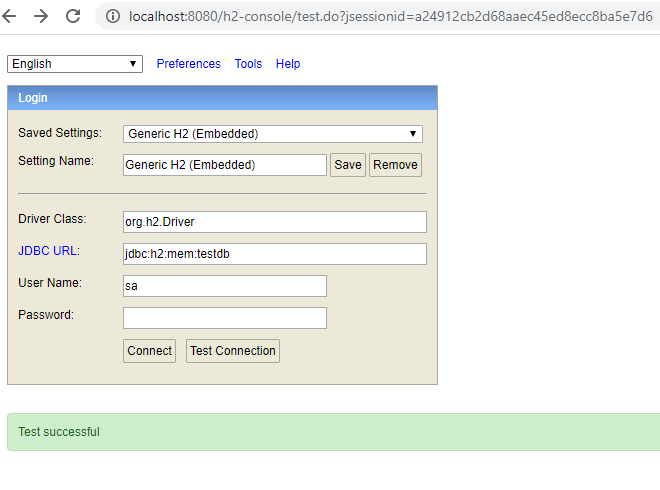 localhost:8080/h2-console/test.do?jsessionid=a24912cb2d68aaec45ed8ecc8ba5e7d6
English Preferences Tools Help
Login
Saved Settings: Generic H2 (Embedded)
Setting Name: Generic H2 (Embedded) Save Remove
Driver Class: org.h2.Driver
JDBC URL: jdbc:h2:mem:testdb
User Name: sa
Password:
Connect Test Connection
Test successful